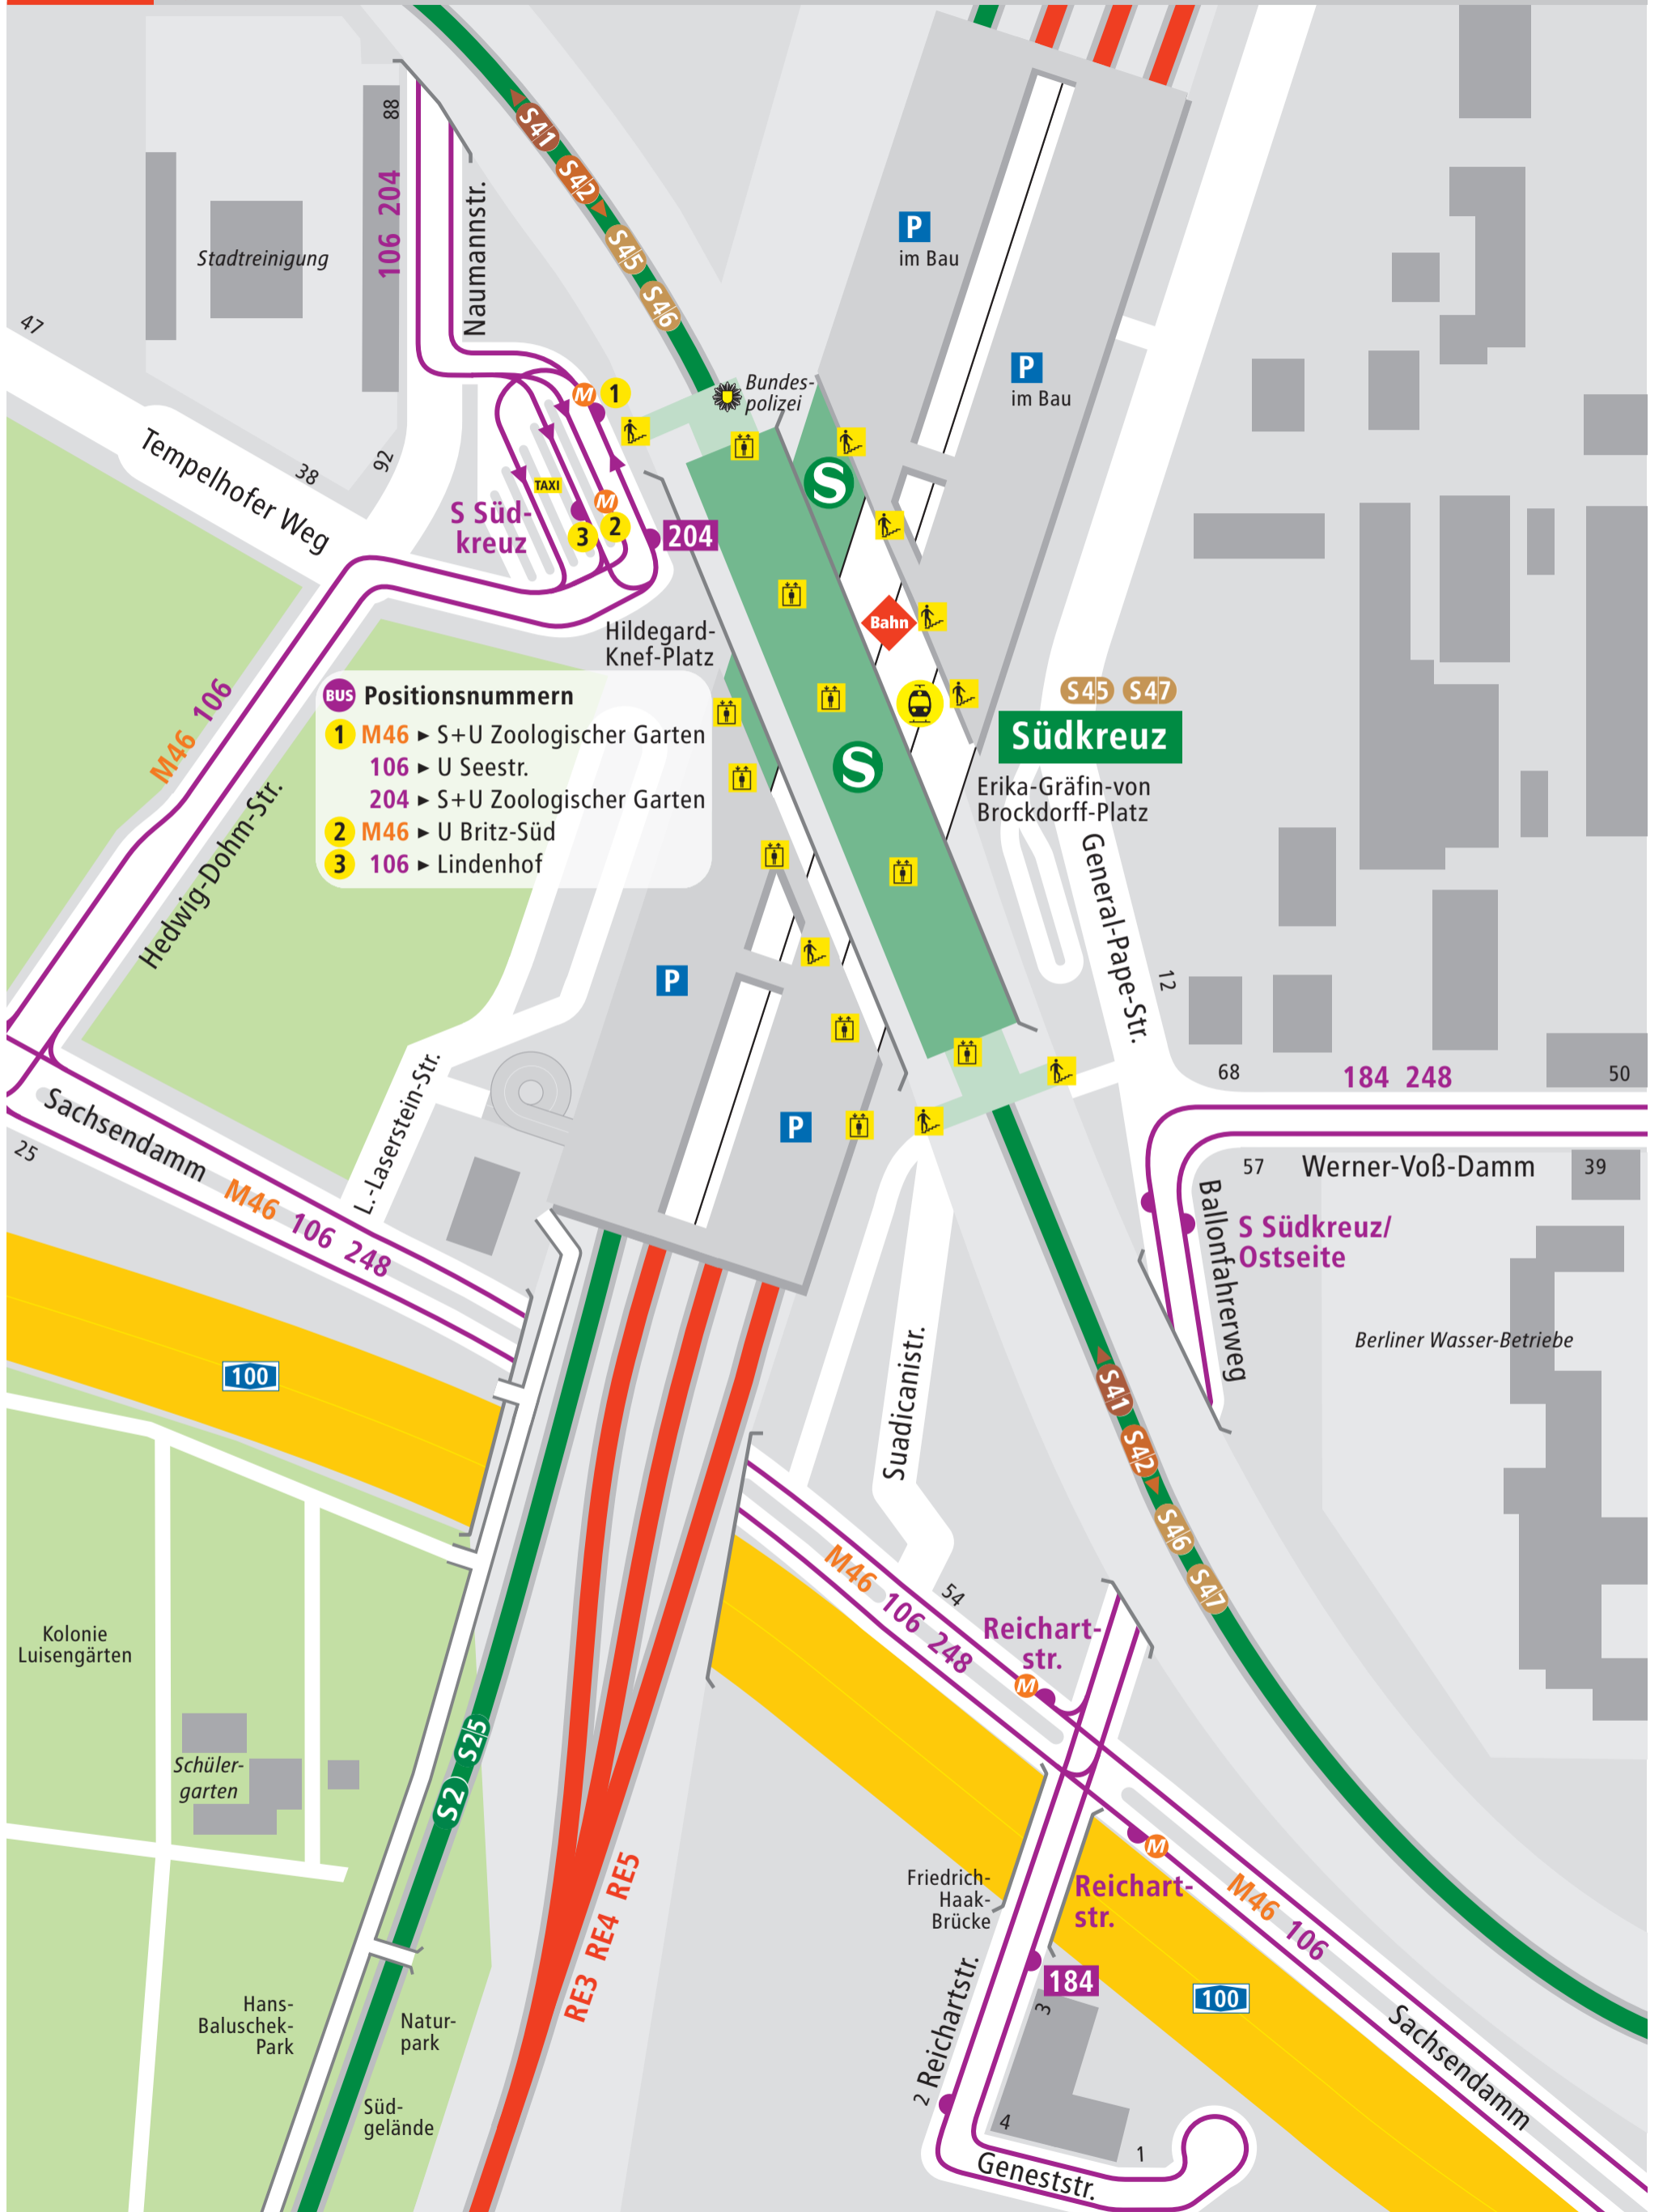 S41
S42
S45
S46
88
106 204
Naumannstr.
Stadtreinigung
47
P
im Bau
P
im Bau
Bundes-
polizei
M 1
Tempelhofer Weg
38
92
TAXI
S Süd-
kreuz
M
3 2
204
S
Bahn
Hildegard-
Knef-Platz
M46 106
Hedwig-Dohm-Str.
BUS Positionsnummern
1 M46 ► S+U Zoologischer Garten
106 ► U Seestr.
204 ► S+U Zoologischer Garten
2 M46 ► U Britz-Süd
3 106 ► Lindenhof
S45 S47
Südkreuz
S
Erika-Gräfin-von
Brockdorff-Platz
General-Pape-Str.
12
P
P
L.-Laserstein-Str.
Sachsendamm
25
M46 106 248
68
184 248
50
57
Werner-Voß-Damm
39
Ballonfahrerweg
S Südkreuz/
Ostseite
Berliner Wasser-Betriebe
100
Suadicanistr.
S41
S42
S46
S47
M46 106 248
54
Reichart-
str.
M
Kolonie
Luisengärten
Schüler-
garten
S2 S25
RE3 RE4 RE5
M
Reichart-
str.
M46 106
Friedrich-
Haak-
Brücke
184
3
100
Sachsendamm
Reichartstr.
2
4
1
Geneststr.
Hans-
Baluschek-
Park
Natur-
park
Süd-
gelände